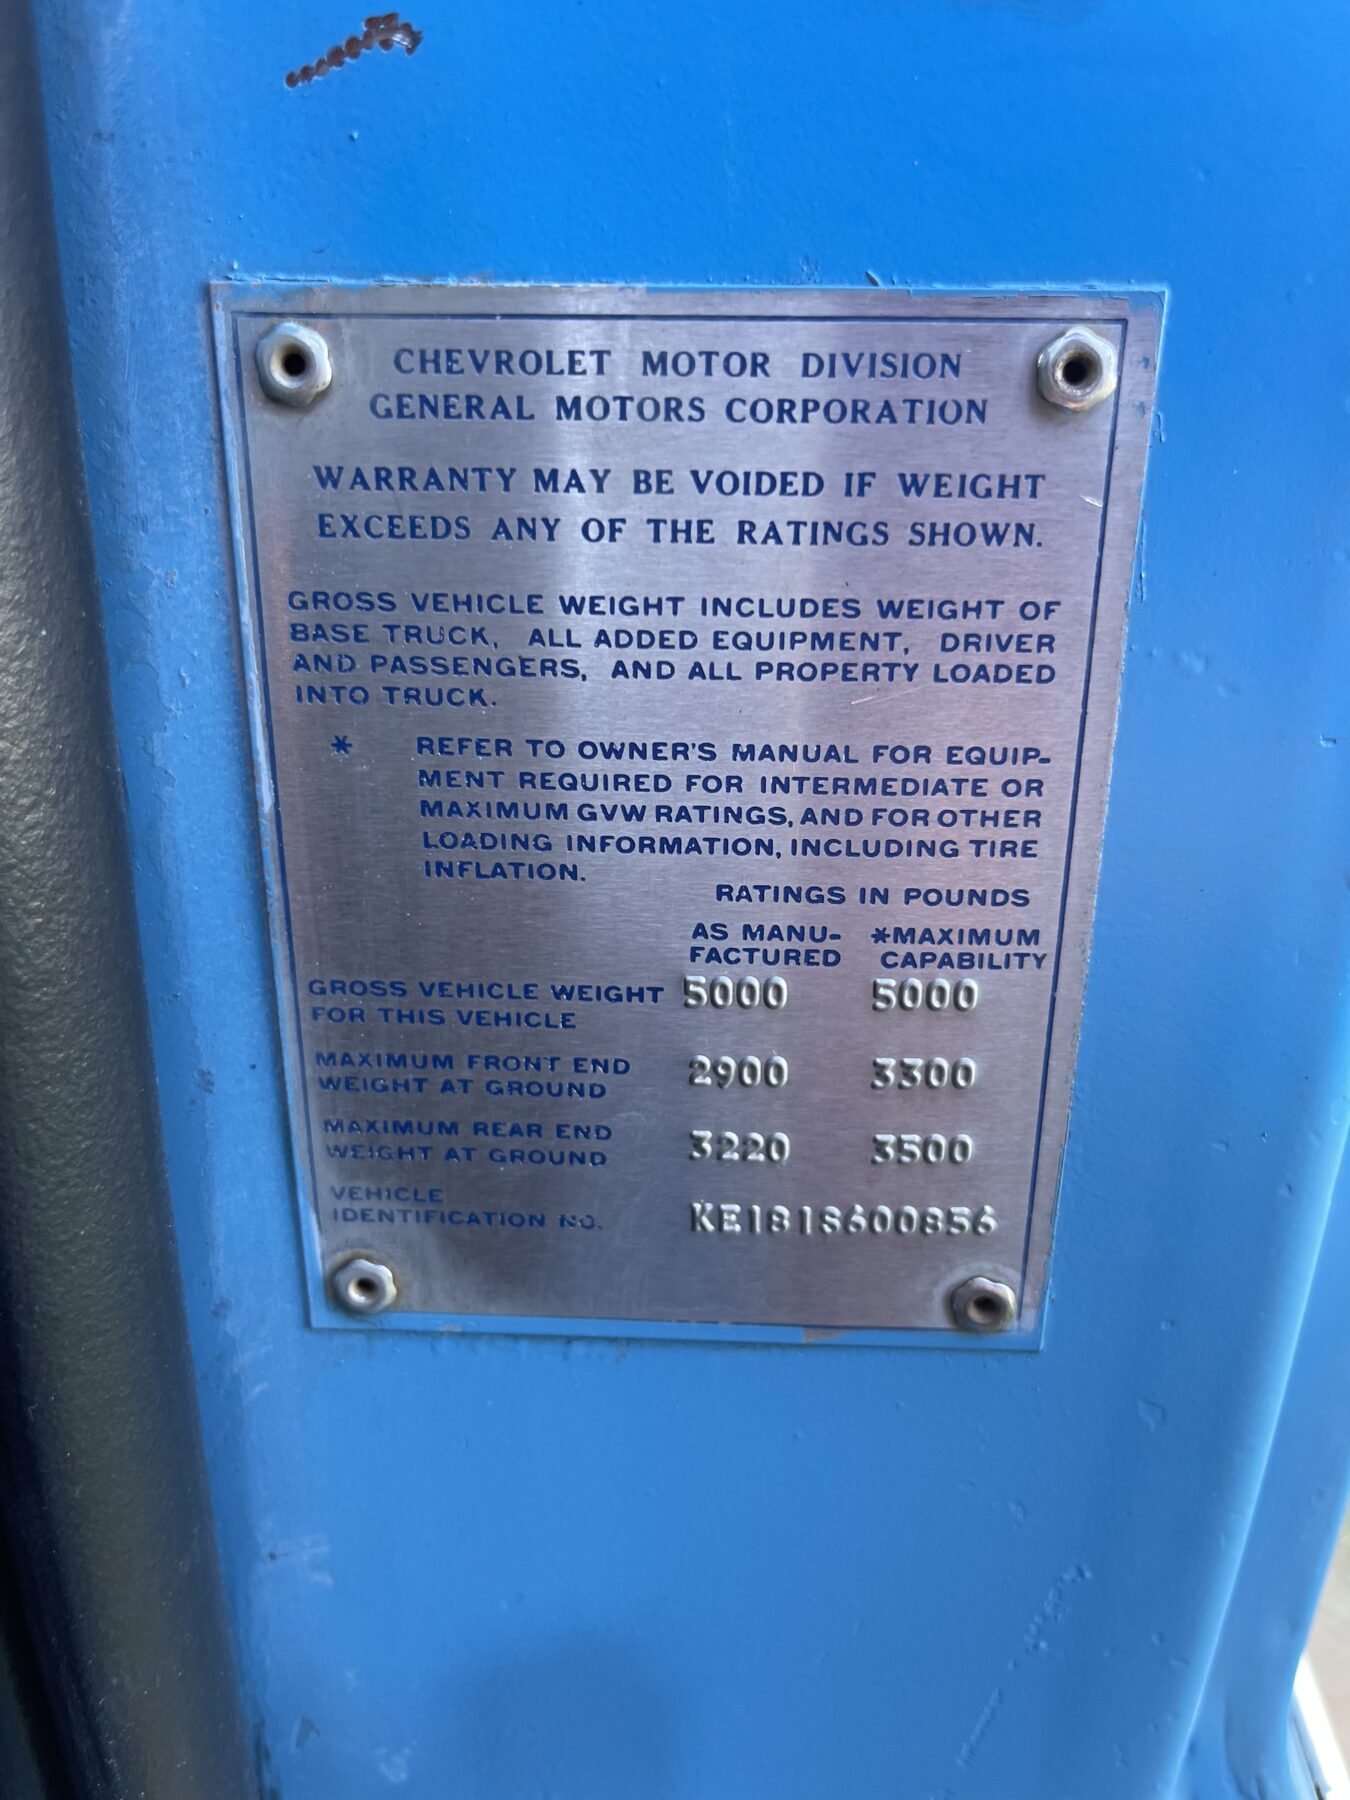 CHEVROLET MOTOR DIVISION
GENERAL MOTORS CORPORATION
WARRANTY MAY BE VOIDED IF WEIGHT
EXCEEDS ANY OF THE RATINGS SHOWN.
GROSS VEHICLE WEIGHT INCLUDES WEIGHT OF
BASE TRUCK, ALL ADDED EQUIPMENT, DRIVER
AND PASSENGERS, AND ALL PROPERTY LOADED
INTO TRUCK.
* REFER TO OWNER'S MANUAL FOR EQUIP-
MENT REQUIRED FOR INTERMEDIATE OR
MAXIMUM GVW RATINGS, AND FOR OTHER
LOADING INFORMATION, INCLUDING TIRE
INFLATION.
RATINGS IN POUNDS
AS MANU- *MAXIMUM
FACTURED CAPABILITY
GROSS VEHICLE WEIGHT 5000 5000
FOR THIS VEHICLE
MAXIMUM FRONT END
WEIGHT AT GROUND 2900 3300
MAXIMUM REAR END
WEIGHT AT GROUND 3220 3500
VEHICLE
IDENTIFICATION NO. KE181S600856